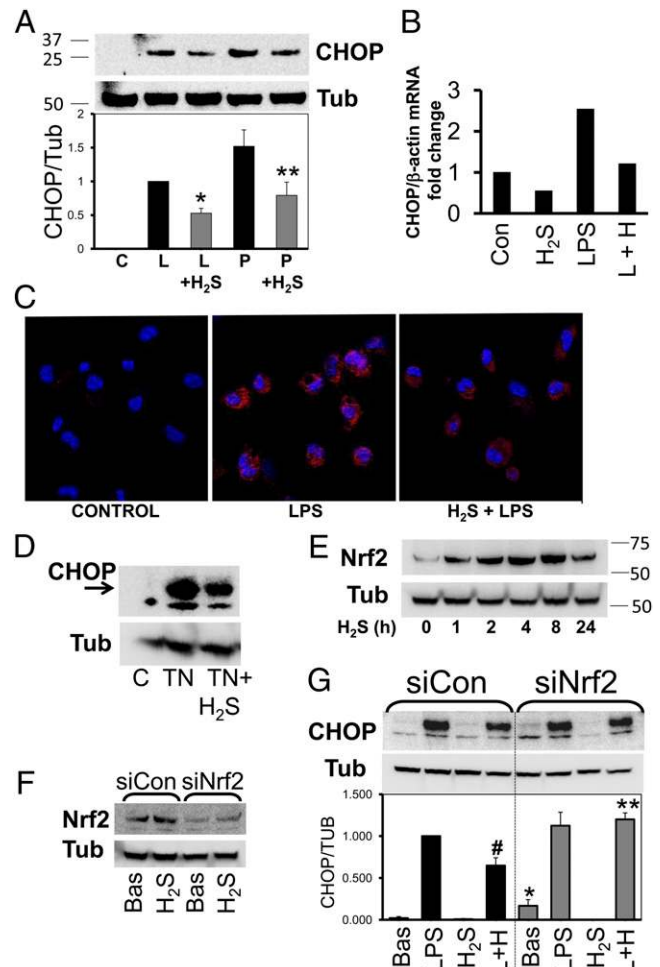 A
37
25
CHOP
50
Tub
CHOP/Tub
2
1.5
1
0.5
0
*
**
C L L P P
+H₂S +H₂S
B
CHOP/β-actin mRNA
fold change
3
2
1
0
Con
H₂S
LPS
L + H
C
CONTROL LPS H₂S + LPS
D
CHOP
Tub
C TN TN+
H₂S
E
Nrf2
75
50
Tub
50
H₂S (h) 0 1 2 4 8 24
F
siCon siNrf2
Nrf2
Tub
Bas
H₂S
Bas
H₂S
G
siCon siNrf2
CHOP
Tub
CHOP/TUB
1.500
1.000
0.500
0.000
#
*
**
Bas
LPS
H₂S
L+H
Bas
LPS
H₂S
L+H